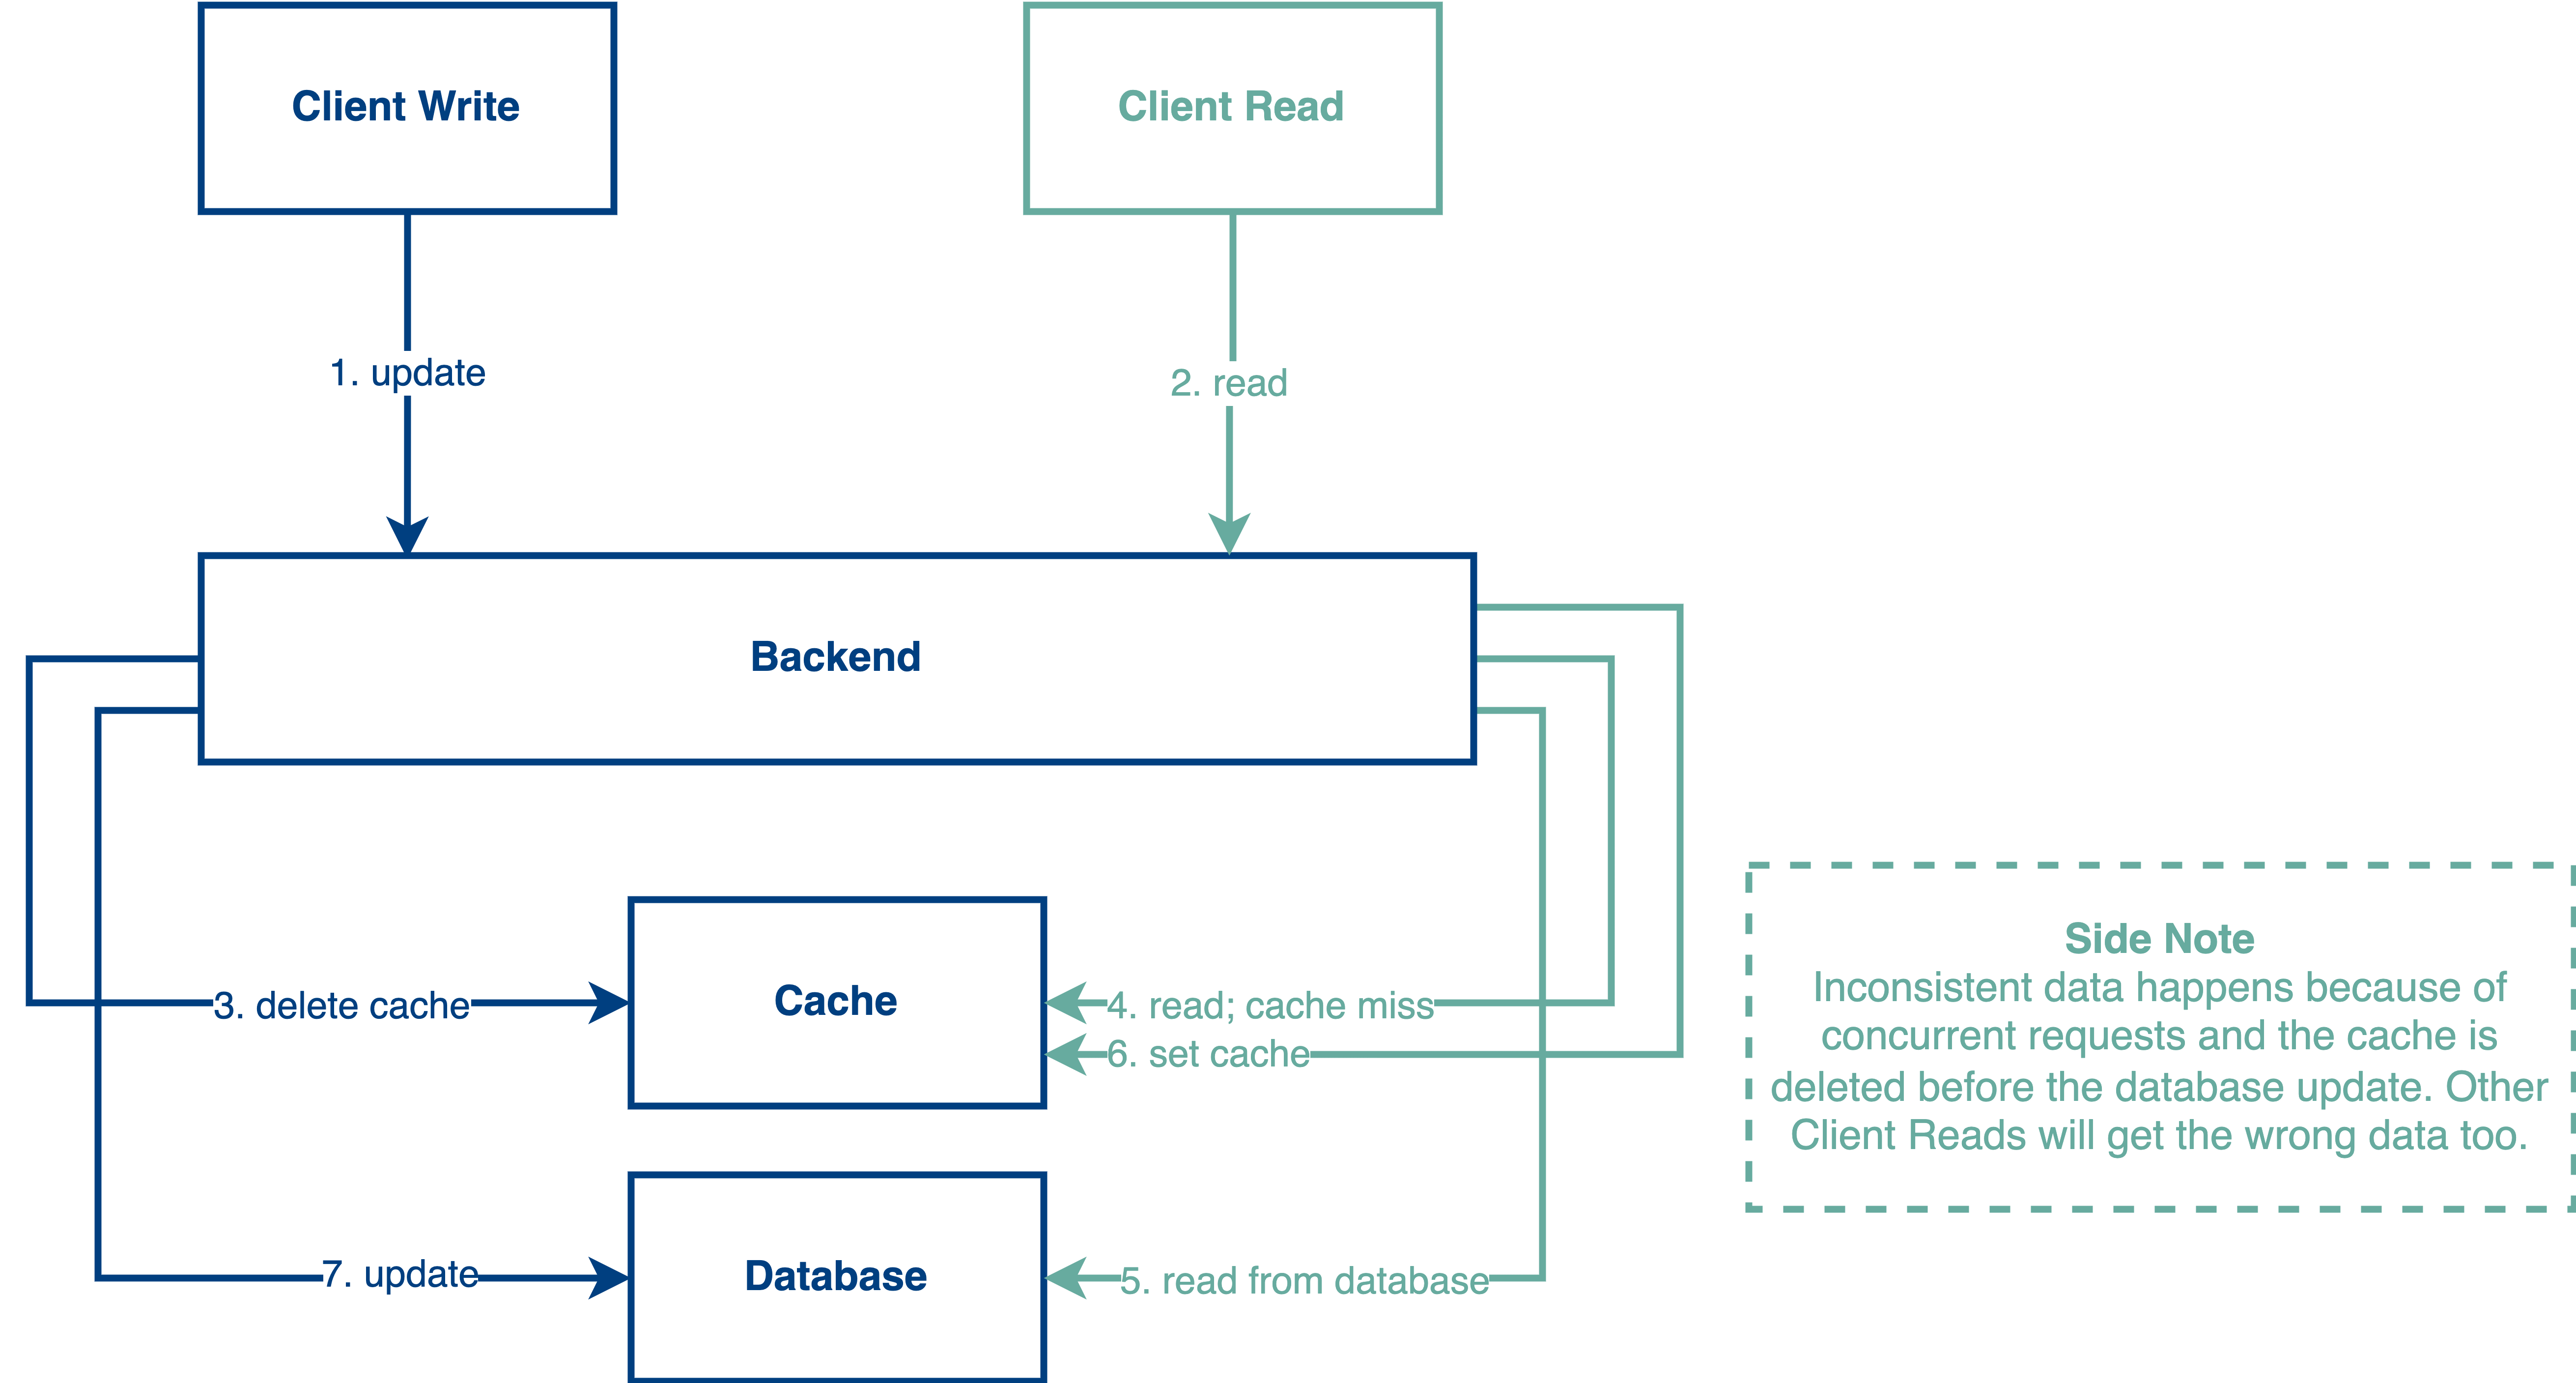 Client Write
Client Read
1. update
2. read
Backend
Cache
3. delete cache
4. read; cache miss
6. set cache
Database
7. update
5. read from database
Side Note
Inconsistent data happens because of
concurrent requests and the cache is
deleted before the database update. Other
Client Reads will get the wrong data too.